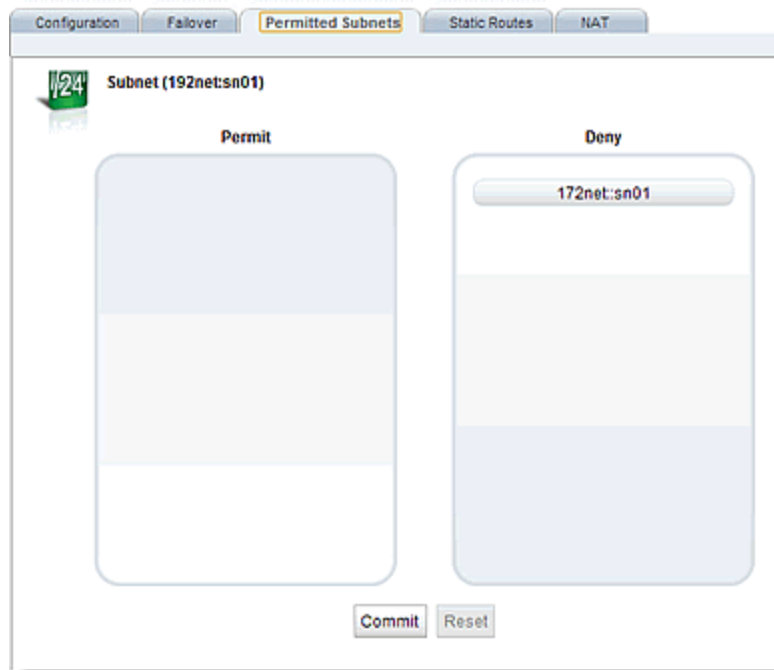 Configuration Failover Permitted Subnets Static Routes NAT
/24
Subnet (192net:sn01)
Permit Deny
172net::sn01
Commit Reset